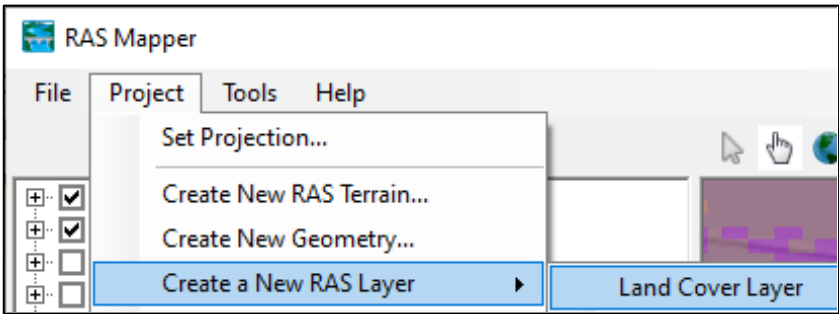 RAS Mapper
File Project Tools Help
Set Projection...
Create New RAS Terrain...
Create New Geometry...
Create a New RAS Layer
Land Cover Layer